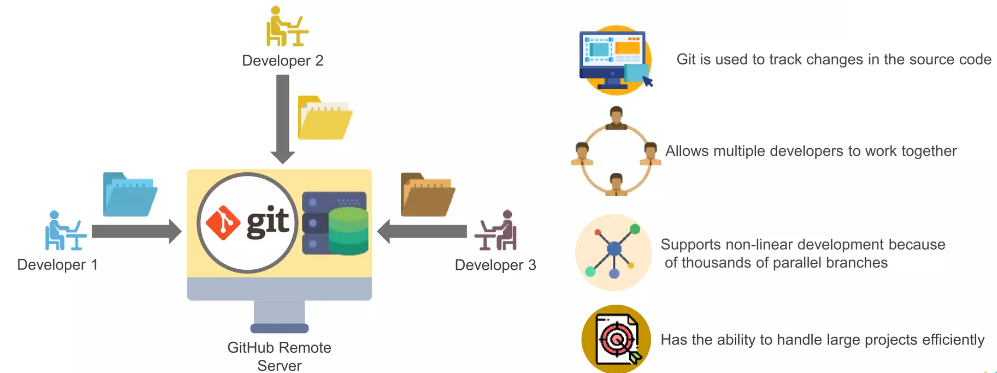 Developer 2
git
Developer 1
Developer 3
GitHub Remote
Server
Git is used to track changes in the source code
Allows multiple developers to work together
Supports non-linear development because
of thousands of parallel branches
Has the ability to handle large projects efficiently